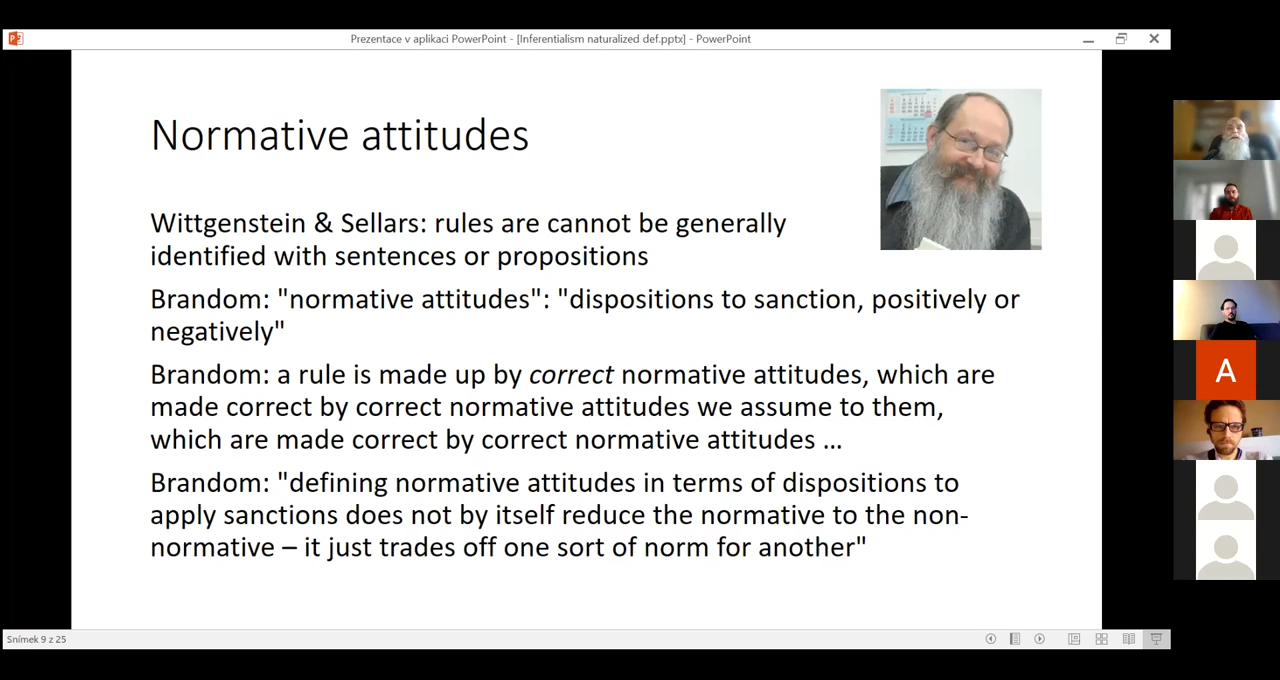 Prezentace v aplikaci PowerPoint - [Inferentialism naturalized def.pptx] - PowerPoint
Normative attitudes
Wittgenstein & Sellars: rules are cannot be generally
identified with sentences or propositions
Brandom: "normative attitudes": "dispositions to sanction, positively or
negatively"
Brandom: a rule is made up by correct normative attitudes, which are
made correct by correct normative attitudes we assume to them,
which are made correct by correct normative attitudes …
Brandom: "defining normative attitudes in terms of dispositions to
apply sanctions does not by itself reduce the normative to the non-
normative – it just trades off one sort of norm for another"
A
Snímek 9 z 25